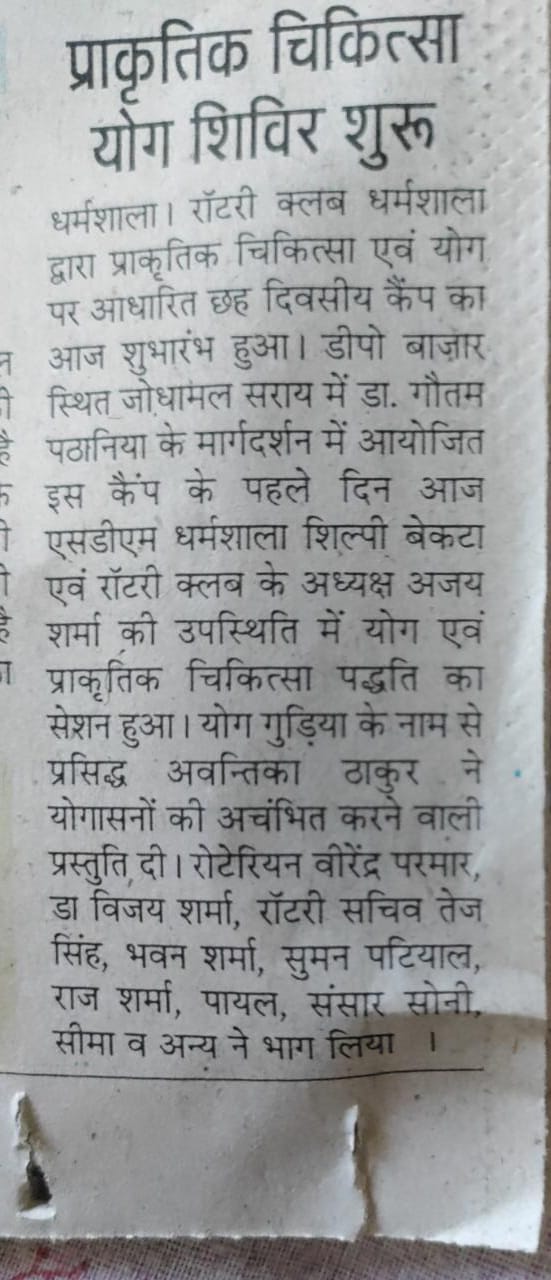 प्राकृतिक चिकित्सा
योग शिविर शुरू
धर्मशाला। रॉटरी क्लब धर्मशाला
द्वारा प्राकृतिक चिकित्सा एवं योग
पर आधारित छह दिवसीय कैंप का
आज शुभारंभ हुआ। डीपो बाज़ार
स्थित जोधामल सराय में डा. गौतम
पठानिया के मार्गदर्शन में आयोजित
इस कैंप के पहले दिन आज
एसडीएम धर्मशाला शिल्पी बेकटा
एवं रॉटरी क्लब के अध्यक्ष अजय
शर्मा की उपस्थिति में योग एवं
प्राकृतिक चिकित्सा पद्धति का
सेशन हुआ। योग गुड़िया के नाम से
प्रसिद्ध अवन्तिका ठाकुर ने
योगासनों की अचंभित करने वाली
प्रस्तुति दी। रोटेरियन वीरेंद्र परमार,
डा विजय शर्मा, रॉटरी सचिव तेज
सिंह, भवन शर्मा, सुमन पटियाल,
राज शर्मा, पायल, संसार सोनी,
सीमा व अन्य ने भाग लिया ।